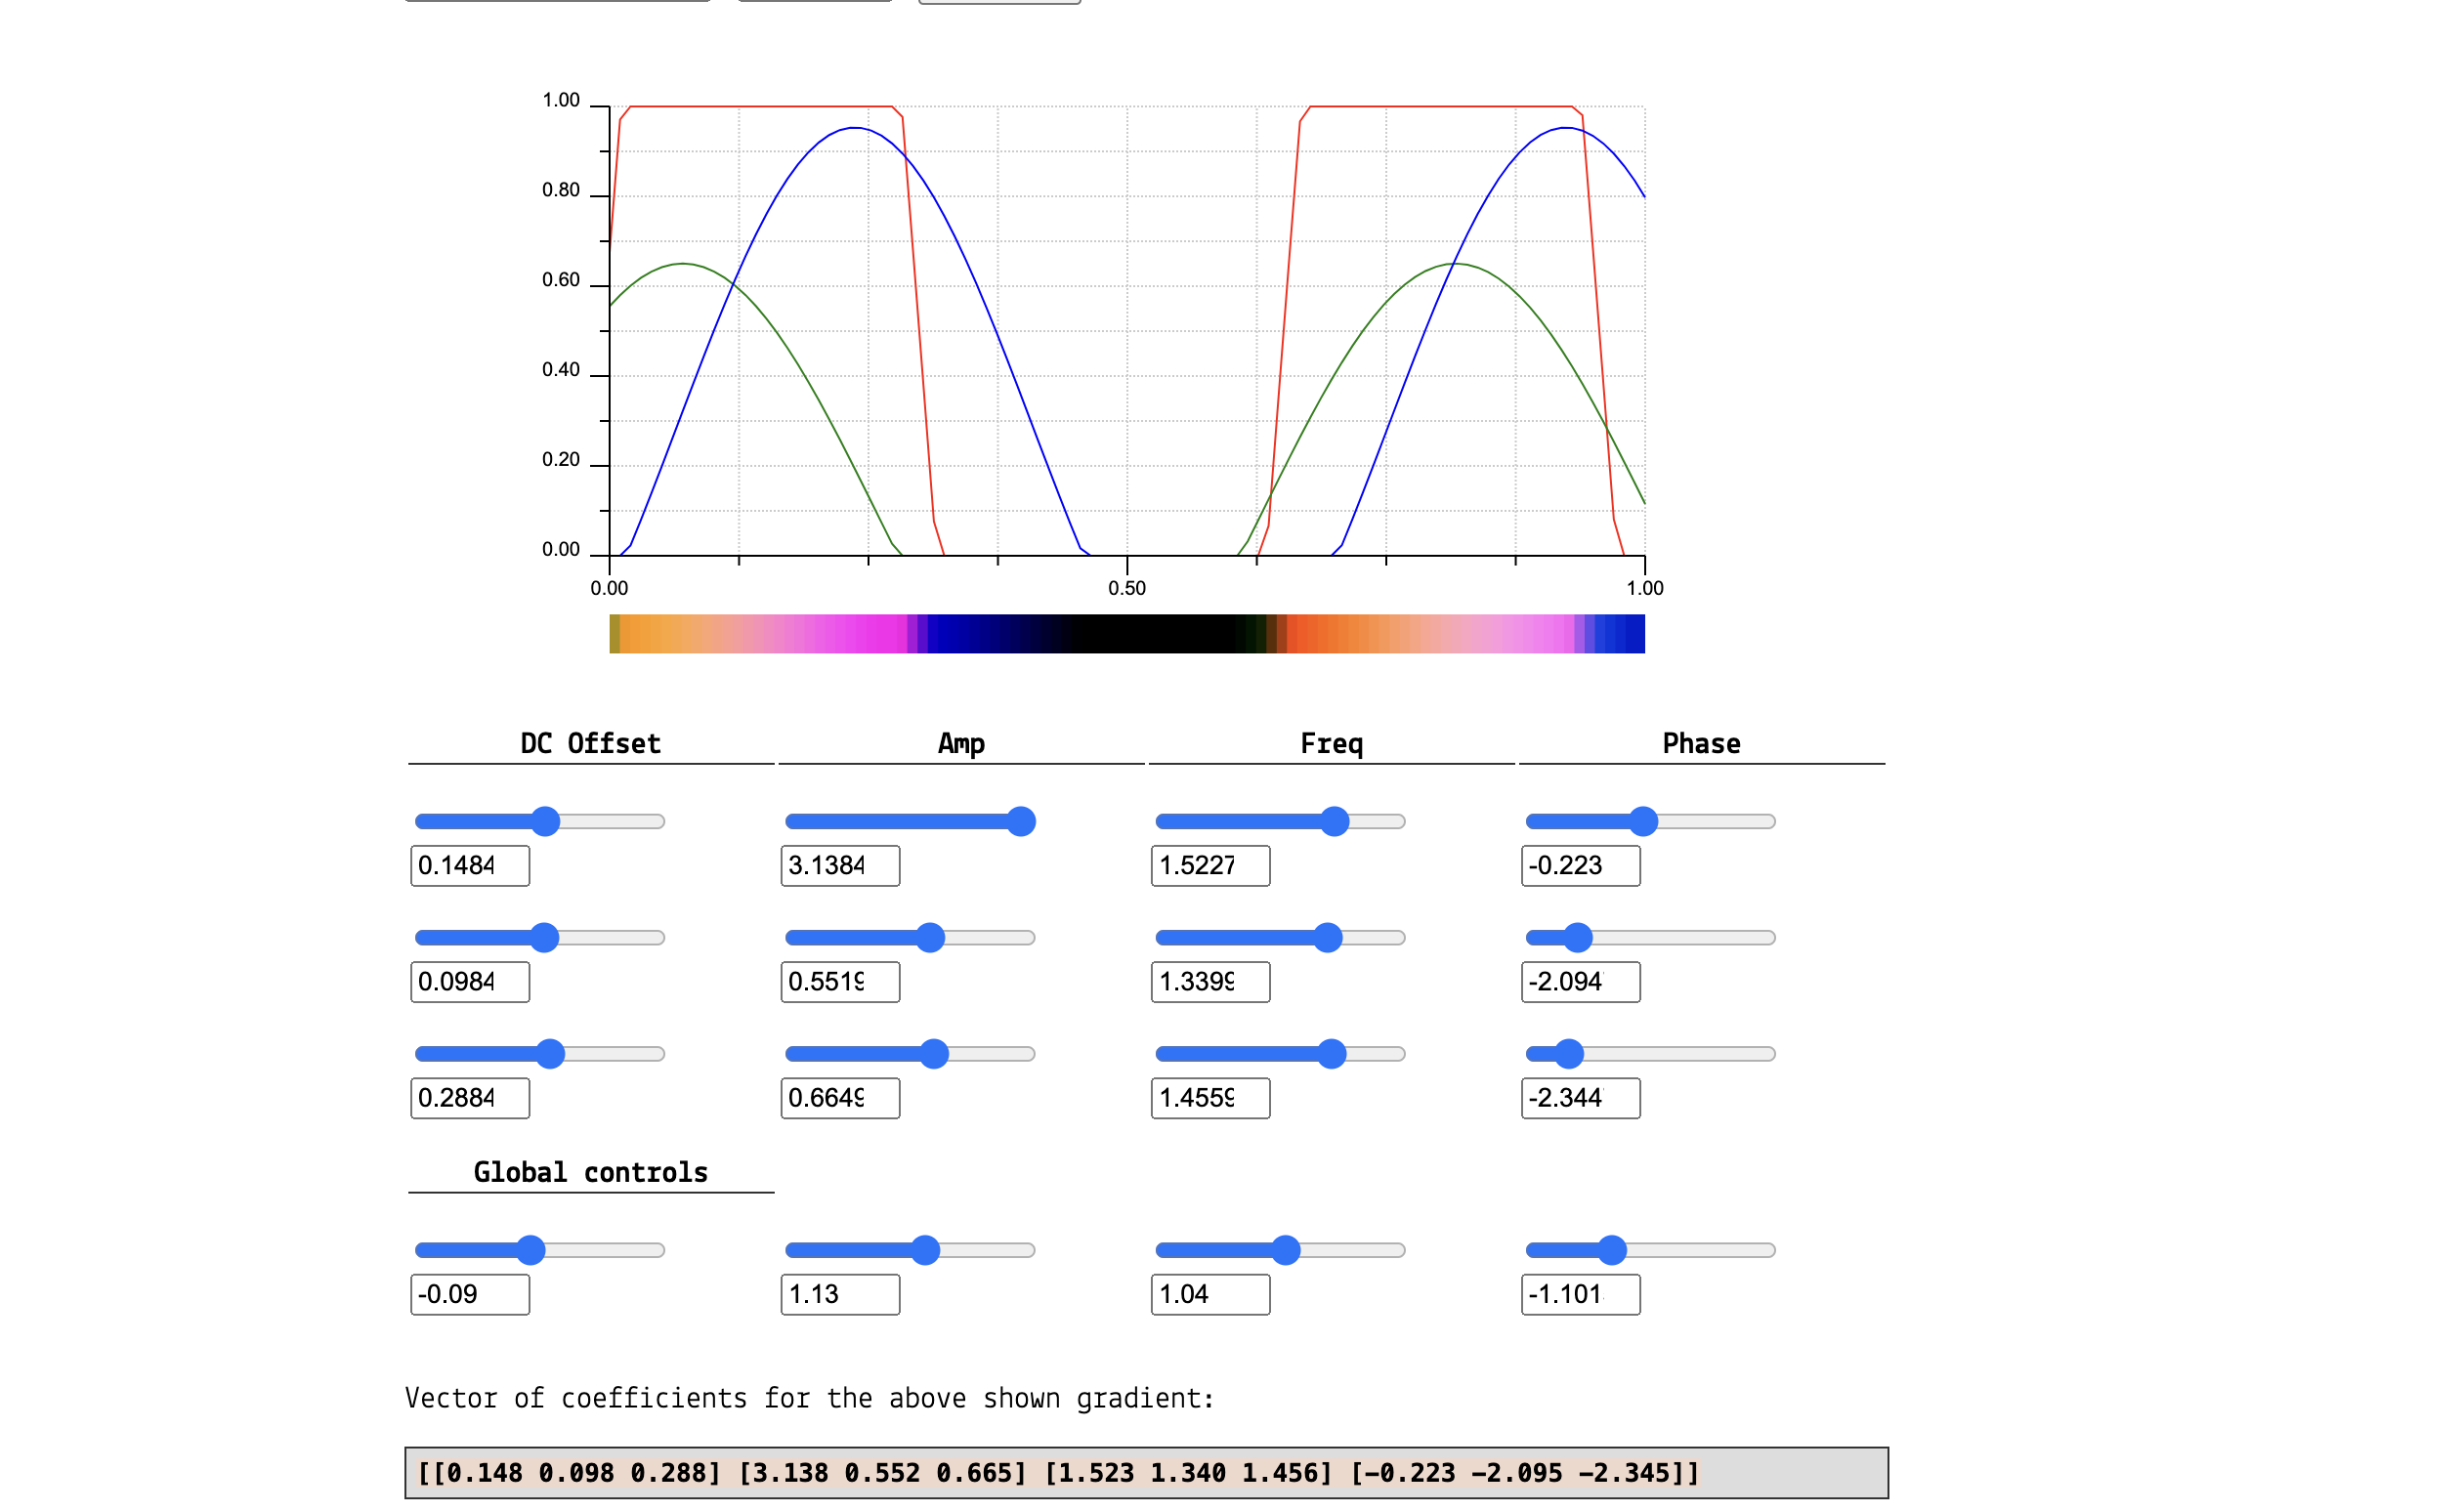 1.00
0.80
0.60
0.40
0.20
0.00
0.00 0.50 1.00
DC Offset Amp Freq Phase
0.1484 3.1384 1.5227 -0.223
0.0984 0.5519 1.3399 -2.094
0.2884 0.6649 1.4559 -2.344
Global controls
-0.09 1.13 1.04 -1.101
Vector of coefficients for the above shown gradient:
[[0.148 0.098 0.288] [3.138 0.552 0.665] [1.523 1.340 1.456] [−0.223 −2.095 −2.345]]